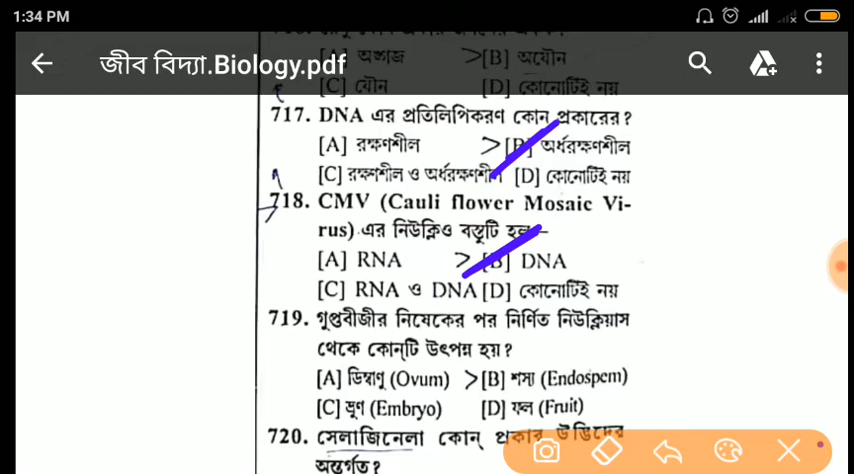 1:34 PM
জীব বিদ্যা.Biology.pdf
[A] অঙ্গজ >[B] অযৌন
[C] যৌন [D] কোনোটিই নয়
717. DNA এর প্রতিলিপিকরণ কোন প্রকারের?
[A] রক্ষণশীল >[B] অর্ধরক্ষণশীল
[C] রক্ষণশীল ও অর্ধরক্ষণশীল [D] কোনোটিই নয়
718. CMV (Cauli flower Mosaic Vi-
rus) এর নিউক্লিও বস্তুটি হল—
[A] RNA >[B] DNA
[C] RNA ও DNA [D] কোনোটিই নয়
719. গুপ্তবীজীর নিষেকের পর নির্ণিত নিউক্লিয়াস
থেকে কোন্‌টি উৎপন্ন হয়?
[A] ডিম্বাণু (Ovum) >[B] শস্য (Endospem)
[C] ভ্রূণ (Embryo) [D] ফল (Fruit)
720. সেলাজিনেলা কোন্ প্রকার উদ্ভিদের
অন্তর্গত?